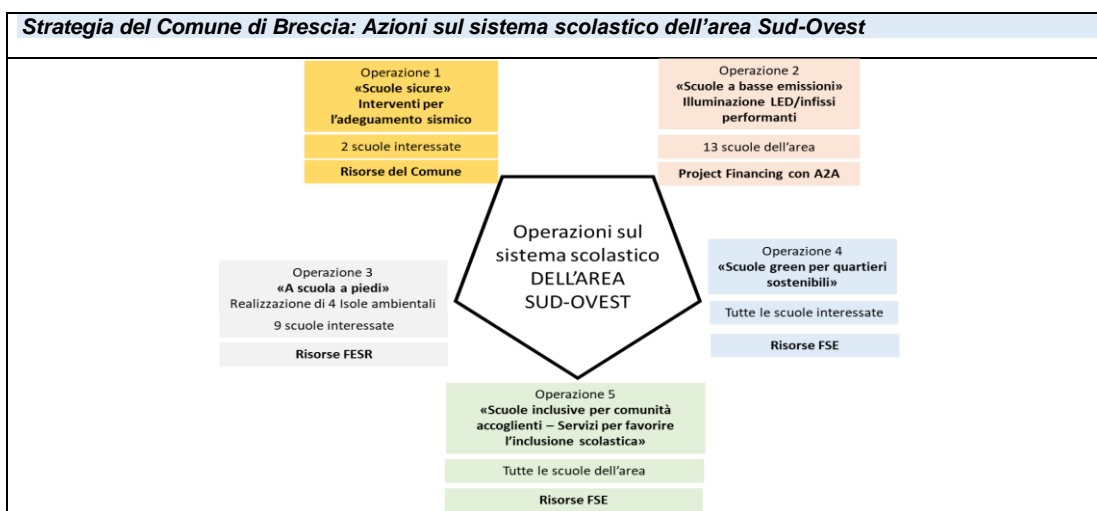 Strategia del Comune di Brescia: Azioni sul sistema scolastico dell’area Sud-Ovest
Operazione 1
«Scuole sicure»
Interventi per
l’adeguamento sismico
2 scuole interessate
Risorse del Comune
Operazione 2
«Scuole a basse emissioni»
Illuminazione LED/infissi
performanti
13 scuole dell’area
Project Financing con A2A
Operazioni sul
sistema scolastico
DELL’AREA
SUD-OVEST
Operazione 3
«A scuola a piedi»
Realizzazione di 4 Isole ambientali
9 scuole interessate
Risorse FESR
Operazione 4
«Scuole green per quartieri
sostenibili»
Tutte le scuole interessate
Risorse FSE
Operazione 5
«Scuole inclusive per comunità
accoglienti – Servizi per favorire
l’inclusione scolastica»
Tutte le scuole dell’area
Risorse FSE